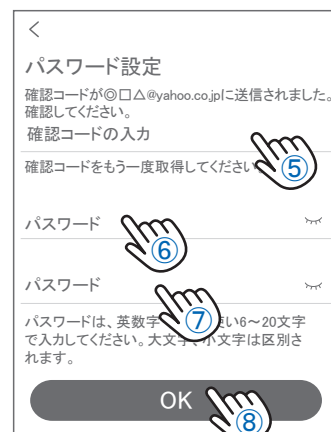 パスワード設定
確認コードが◎□△@yahoo.co.jpに送信されました。
確認してください。
確認コードの入力
⑤
確認コードをもう一度取得してください
パスワード
⑥
パスワード
⑦
パスワードは、英数字 使い6～20文字
で入力してください。大文字、小文字は区別さ
れます。
OK
⑧